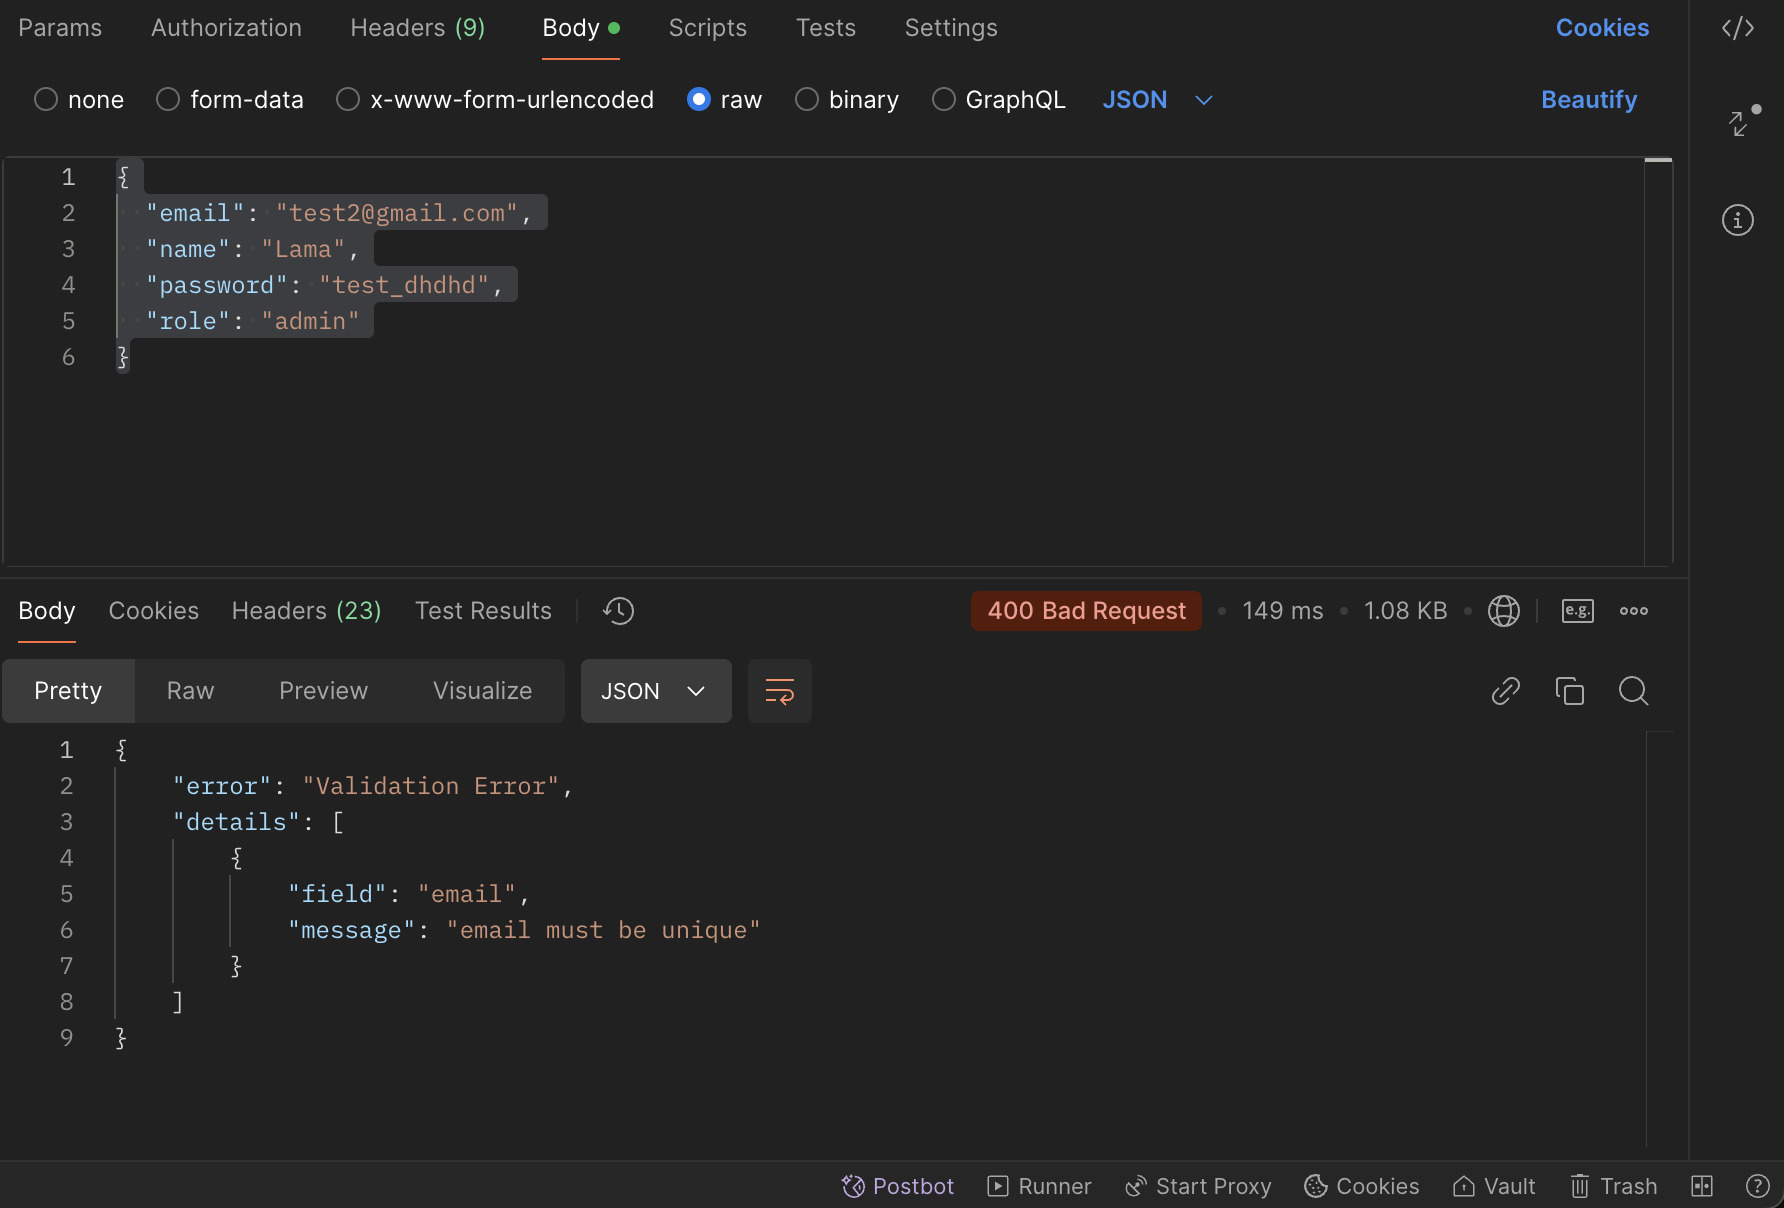 Params Authorization Headers (9) Body Scripts Tests Settings Cookies
none form-data x-www-form-urlencoded raw binary GraphQL JSON Beautify
1 {
2 "email": "test2@gmail.com",
3 "name": "Lama",
4 "password": "test_dhdhd",
5 "role": "admin"
6 }
Body Cookies Headers (23) Test Results 400 Bad Request 149 ms 1.08 KB e.g.
Pretty Raw Preview Visualize JSON
1 {
2 "error": "Validation Error",
3 "details": [
4 {
5 "field": "email",
6 "message": "email must be unique"
7 }
8 ]
9 }
Postbot Runner Start Proxy Cookies Vault Trash